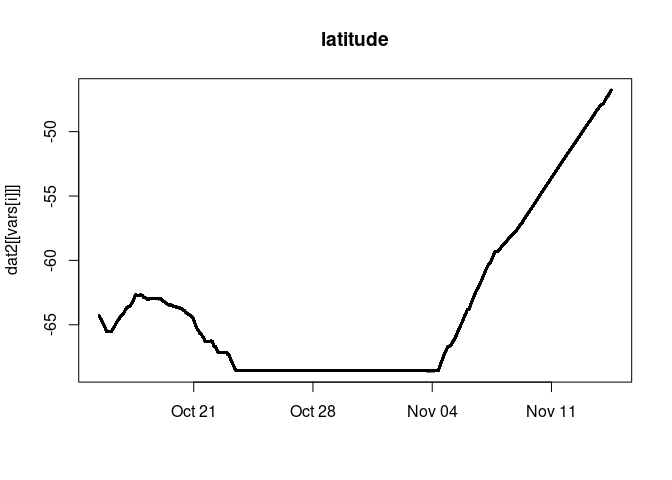 latitude
dat2[[vars[i]]]
-50
-55
-60
-65
Oct 21
Oct 28
Nov 04
Nov 11